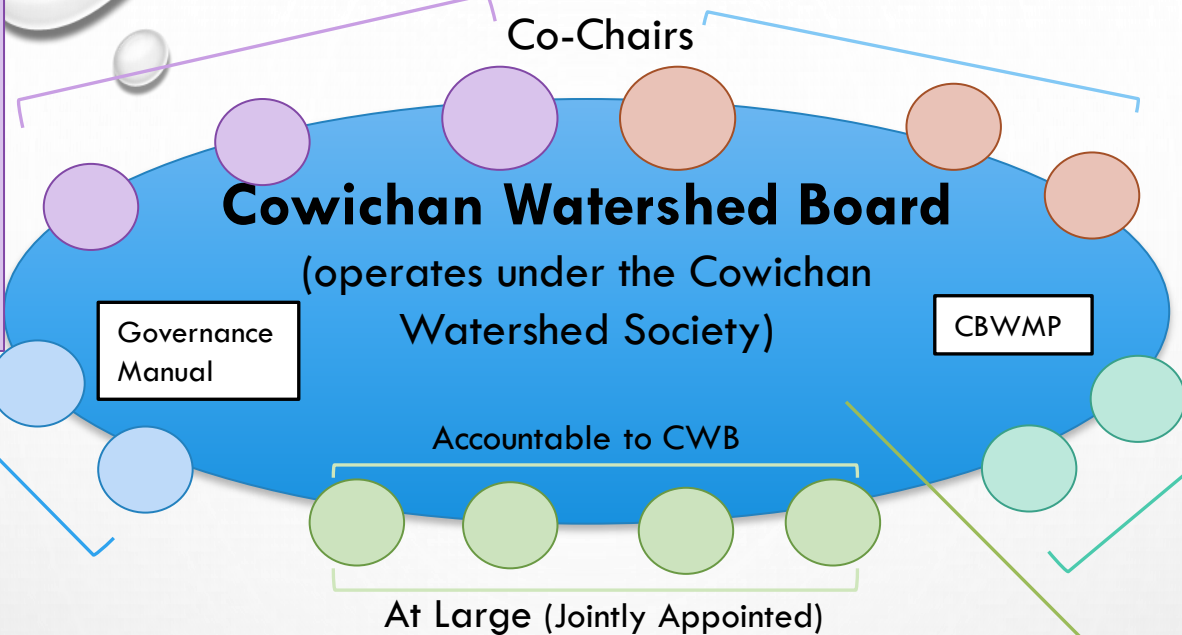 Co-Chairs
Cowichan Watershed Board
(operates under the Cowichan
Watershed Society)
Governance
Manual
CBWMP
Accountable to CWB
At Large (Jointly Appointed)